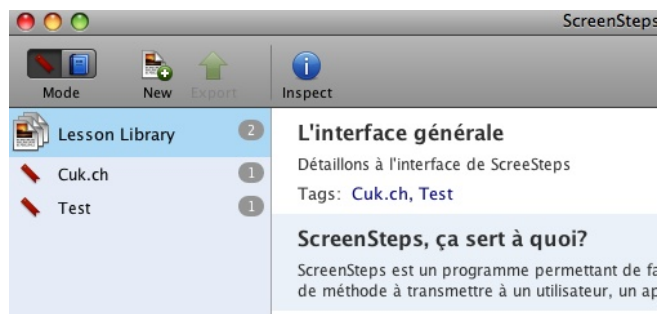 ScreenSteps
Mode New Export Inspect
Lesson Library 2
Cuk.ch 1
Test 1
L'interface générale
Détaillons à l'interface de ScreeSteps
Tags: Cuk.ch, Test
ScreenSteps, ça sert à quoi?
ScreenSteps est un programme permettant de fa
de méthode à transmettre à un utilisateur, un ap